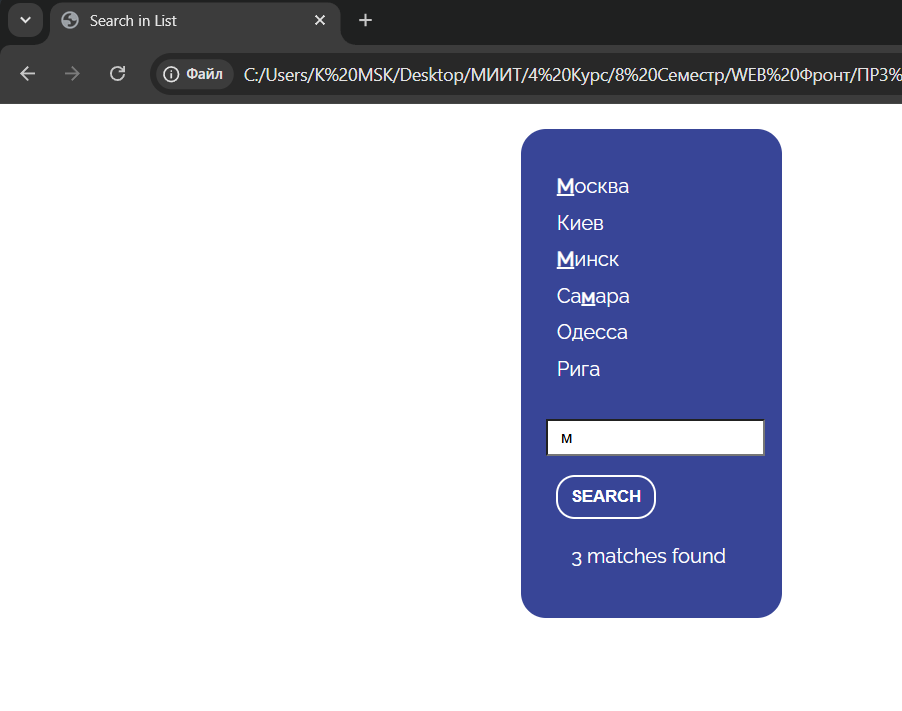 Search in List
Файл C:/Users/K%20MSK/Desktop/МИИТ/4%20Курс/8%20Семестр/WEB%20Фронт/ПР3%
Москва
Киев
Минск
Самара
Одесса
Рига
м
SEARCH
3 matches found